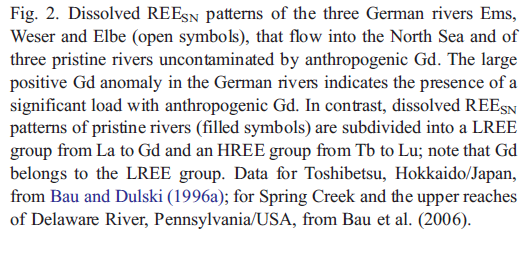 Fig. 2. Dissolved REESN patterns of the three German rivers Ems,
Weser and Elbe (open symbols), that flow into the North Sea and of
three pristine rivers uncontaminated by anthropogenic Gd. The large
positive Gd anomaly in the German rivers indicates the presence of a
significant load with anthropogenic Gd. In contrast, dissolved REESN
patterns of pristine rivers (filled symbols) are subdivided into a LREE
group from La to Gd and an HREE group from Tb to Lu; note that Gd
belongs to the LREE group. Data for Toshibetsu, Hokkaido/Japan,
from Bau and Dulski (1996a); for Spring Creek and the upper reaches
of Delaware River, Pennsylvania/USA, from Bau et al. (2006).